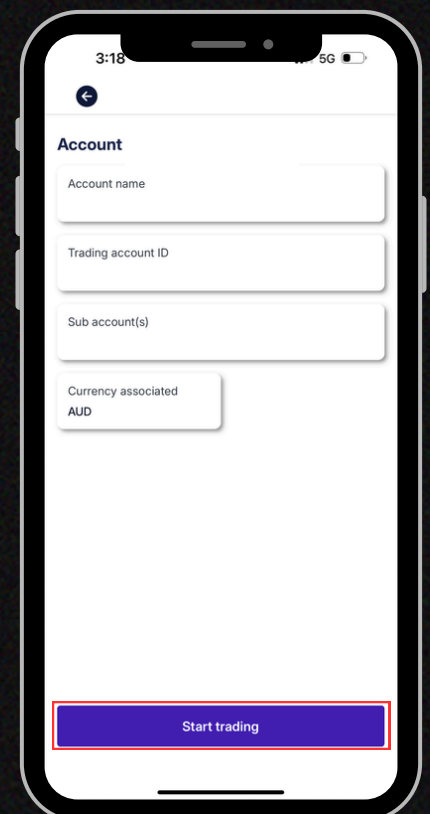 3:18
5G
Account
Account name
Trading account ID
Sub account(s)
Currency associated
AUD
Start trading